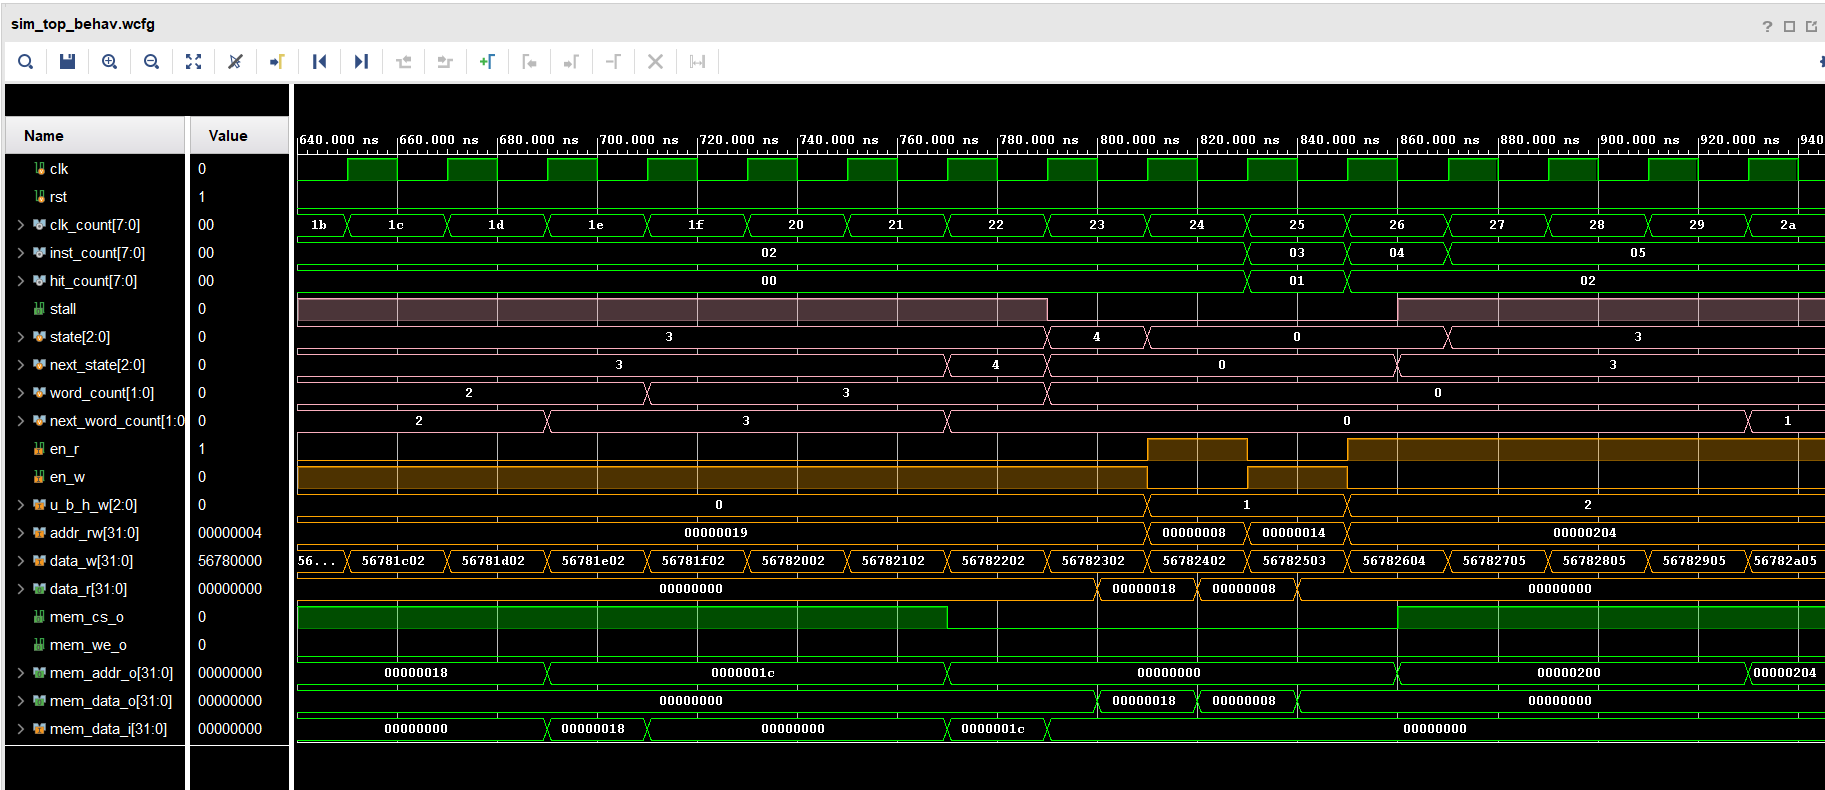 sim_top_behav.wcfg
?
Name Value
640.000 ns 660.000 ns 680.000 ns 700.000 ns 720.000 ns 740.000 ns 760.000 ns 780.000 ns 800.000 ns 820.000 ns 840.000 ns 860.000 ns 880.000 ns 900.000 ns 920.000 ns 940
clk 0
rst 1
clk_count[7:0] 00 1b 1c 1d 1e 1f 20 21 22 23 24 25 26 27 28 29 2a
inst_count[7:0] 00 02 03 04 05
hit_count[7:0] 00 00 01 02
stall 0
state[2:0] 0 3 4 0 3
next_state[2:0] 0 3 4 0 3
word_count[1:0] 0 2 3 0
next_word_count[1:0 0 2 3 0 1
en_r 1
en_w 0
u_b_h_w[2:0] 0 0 1 2
addr_rw[31:0] 00000004 00000019 00000008 00000014 00000204
data_w[31:0] 56780000 56... 56781c02 56781d02 56781e02 56781f02 56782002 56782102 56782202 56782302 56782402 56782503 56782604 56782705 56782805 56782905 56782a05
data_r[31:0] 00000000 00000000 00000018 00000008 00000000
mem_cs_o 0
mem_we_o 0
mem_addr_o[31:0] 00000000 00000018 0000001c 00000000 00000200 00000204
mem_data_o[31:0] 00000000 00000000 00000018 00000008 00000000
mem_data_i[31:0] 00000000 00000000 00000018 00000000 0000001c 00000000